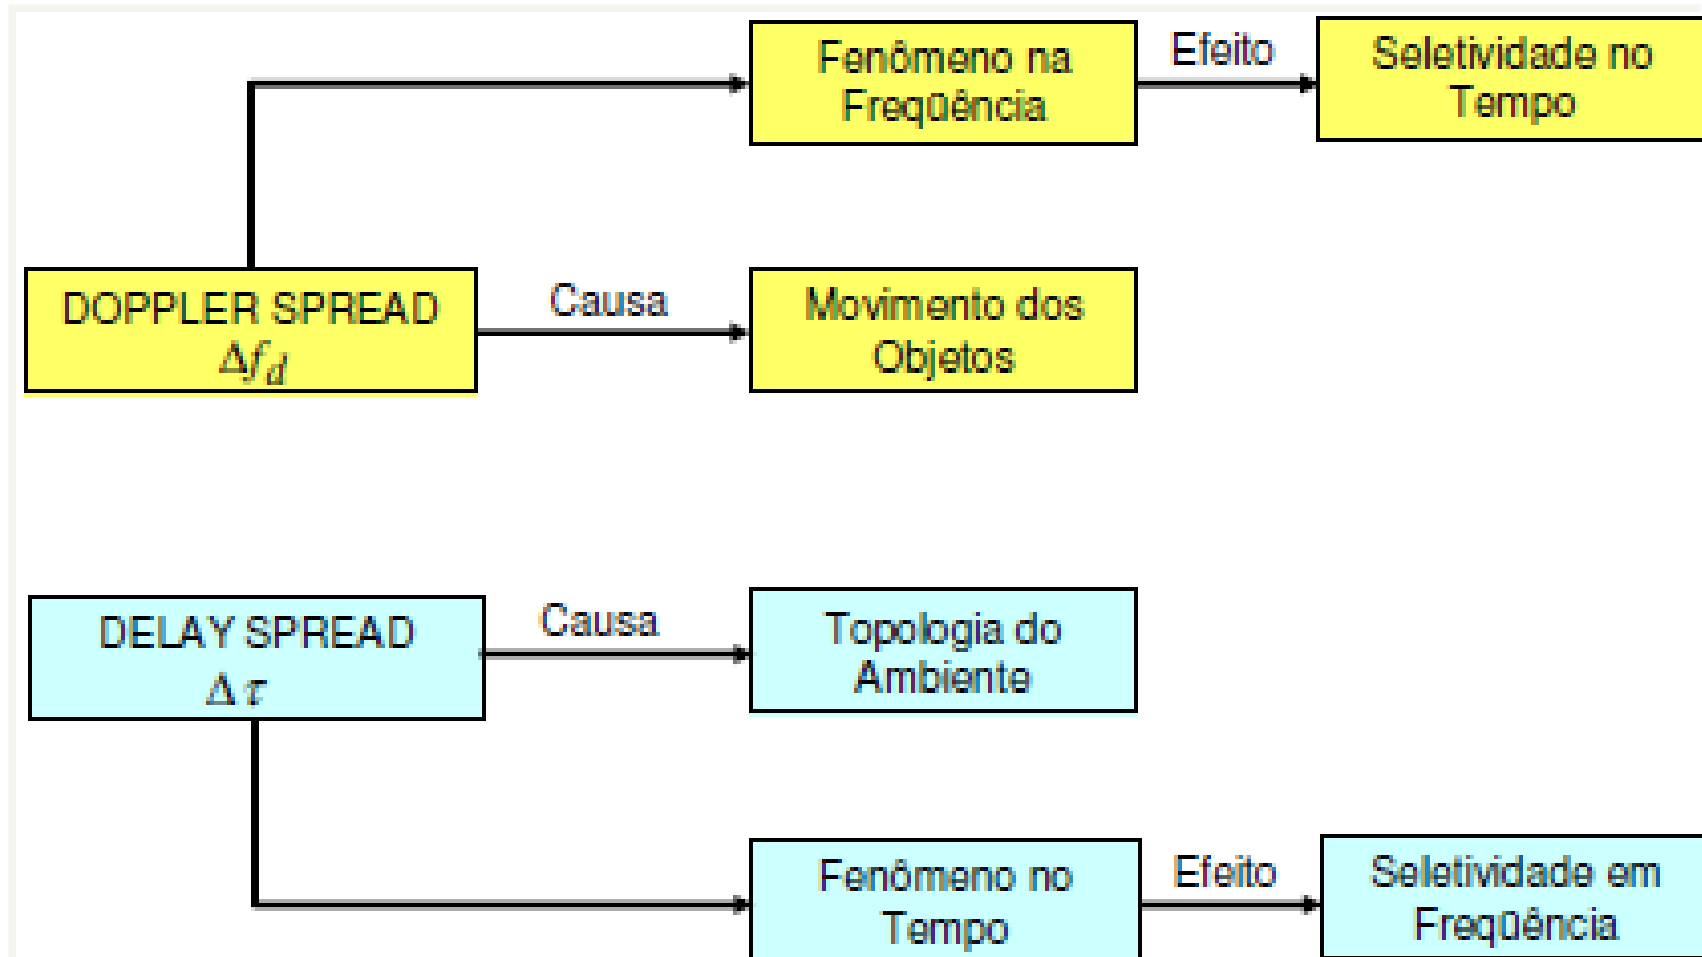 Fenômeno na
Freqüência
Efeito
Seletividade no
Tempo
DOPPLER SPREAD
Δf_d
Causa
Movimento dos
Objetos
DELAY SPREAD
Δτ
Causa
Topologia do
Ambiente
Fenômeno no
Tempo
Efeito
Seletividade em
Freqüência